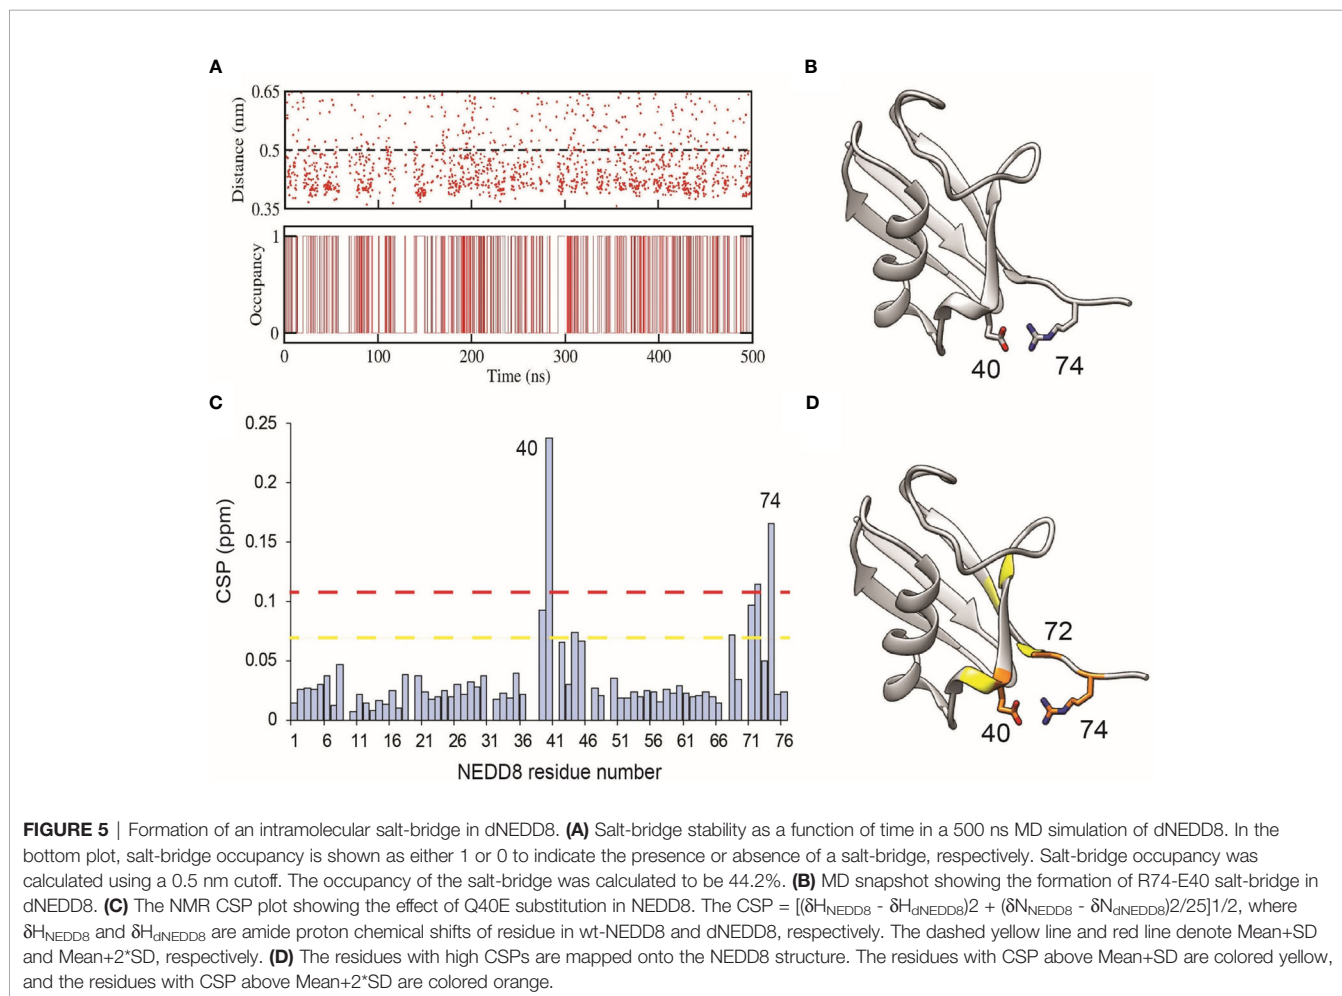 A
B
0.65
0.5
0.35
Distance (nm)
1
0
Occupancy
0
100
200
300
400
500
Time (ns)
40
74
C
D
0.25
0.2
0.15
0.1
0.05
0
CSP (ppm)
40
74
1
6
11
16
21
26
31
36
41
46
51
56
61
66
71
76
NEDD8 residue number
72
40
74
FIGURE 5 | Formation of an intramolecular salt-bridge in dNEDD8. (A) Salt-bridge stability as a function of time in a 500 ns MD simulation of dNEDD8. In the
bottom plot, salt-bridge occupancy is shown as either 1 or 0 to indicate the presence or absence of a salt-bridge, respectively. Salt-bridge occupancy was
calculated using a 0.5 nm cutoff. The occupancy of the salt-bridge was calculated to be 44.2%. (B) MD snapshot showing the formation of R74-E40 salt-bridge in
dNEDD8. (C) The NMR CSP plot showing the effect of Q40E substitution in NEDD8. The CSP = [(δHNEDD8 - δHdNEDD8)2 + (δNNEDD8 - δNdNEDD8)2/25]1/2, where
δHNEDD8 and δHdNEDD8 are amide proton chemical shifts of residue in wt-NEDD8 and dNEDD8, respectively. The dashed yellow line and red line denote Mean+SD
and Mean+2*SD, respectively. (D) The residues with high CSPs are mapped onto the NEDD8 structure. The residues with CSP above Mean+SD are colored yellow,
and the residues with CSP above Mean+2*SD are colored orange.